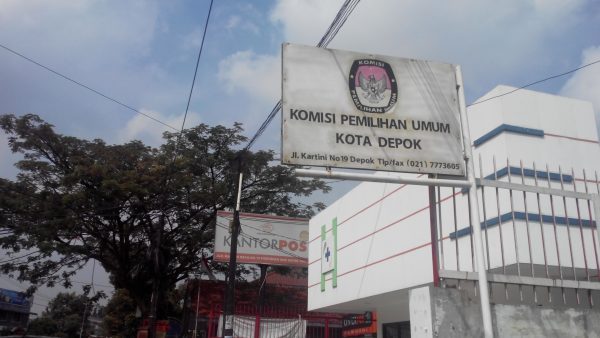 KOMISI
PEMILIHAN UMUM
KOMISI PEMILIHAN UMUM
KOTA DEPOK
Jl. Kartini No19 Depok Tlp/fax (021) 7773605
KANTORPOS